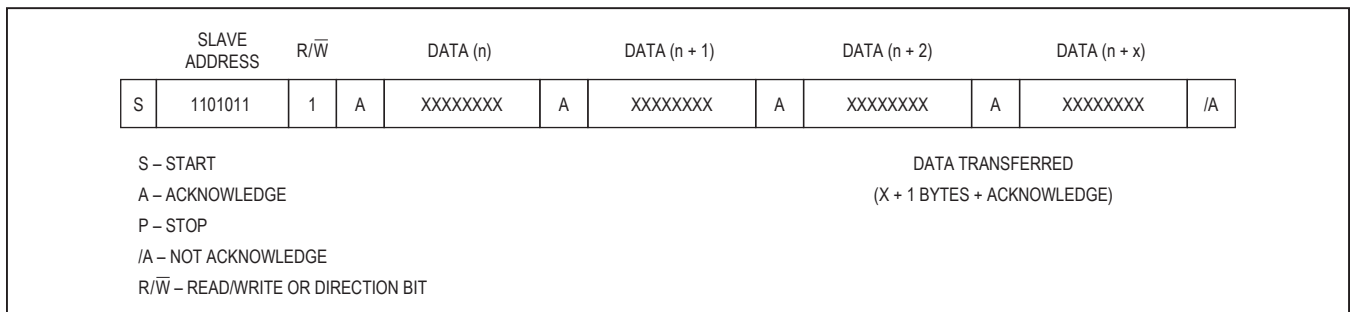 SLAVE
ADDRESS
R/W̅
DATA (n)
DATA (n + 1)
DATA (n + 2)
DATA (n + x)
S 1101011 1 A XXXXXXXX A XXXXXXXX A XXXXXXXX A XXXXXXXX /A
S – START
A – ACKNOWLEDGE
P – STOP
/A – NOT ACKNOWLEDGE
R/W̅ – READ/WRITE OR DIRECTION BIT
DATA TRANSFERRED
(X + 1 BYTES + ACKNOWLEDGE)